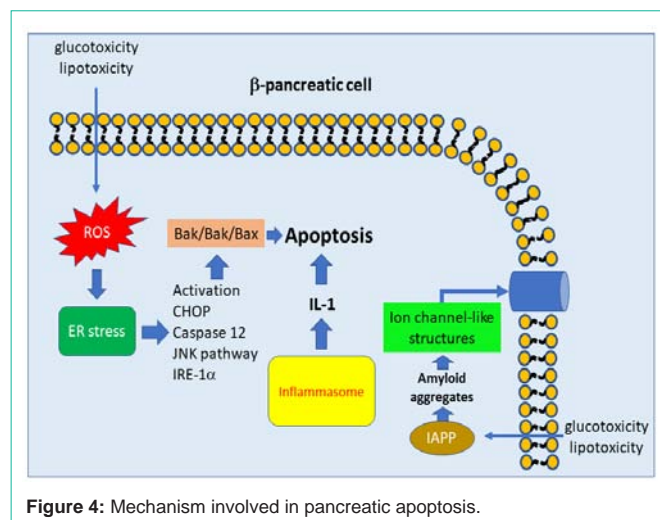 glucotoxicity
lipotoxicity
β-pancreatic cell
ROS
Bak/Bak/Bax
Apoptosis
ER stress
Activation
CHOP
Caspase 12
JNK pathway
IRE-1α
IL-1
Inflammasome
Ion channel-like
structures
Amyloid
aggregates
IAPP
glucotoxicity
lipotoxicity
Figure 4: Mechanism involved in pancreatic apoptosis.